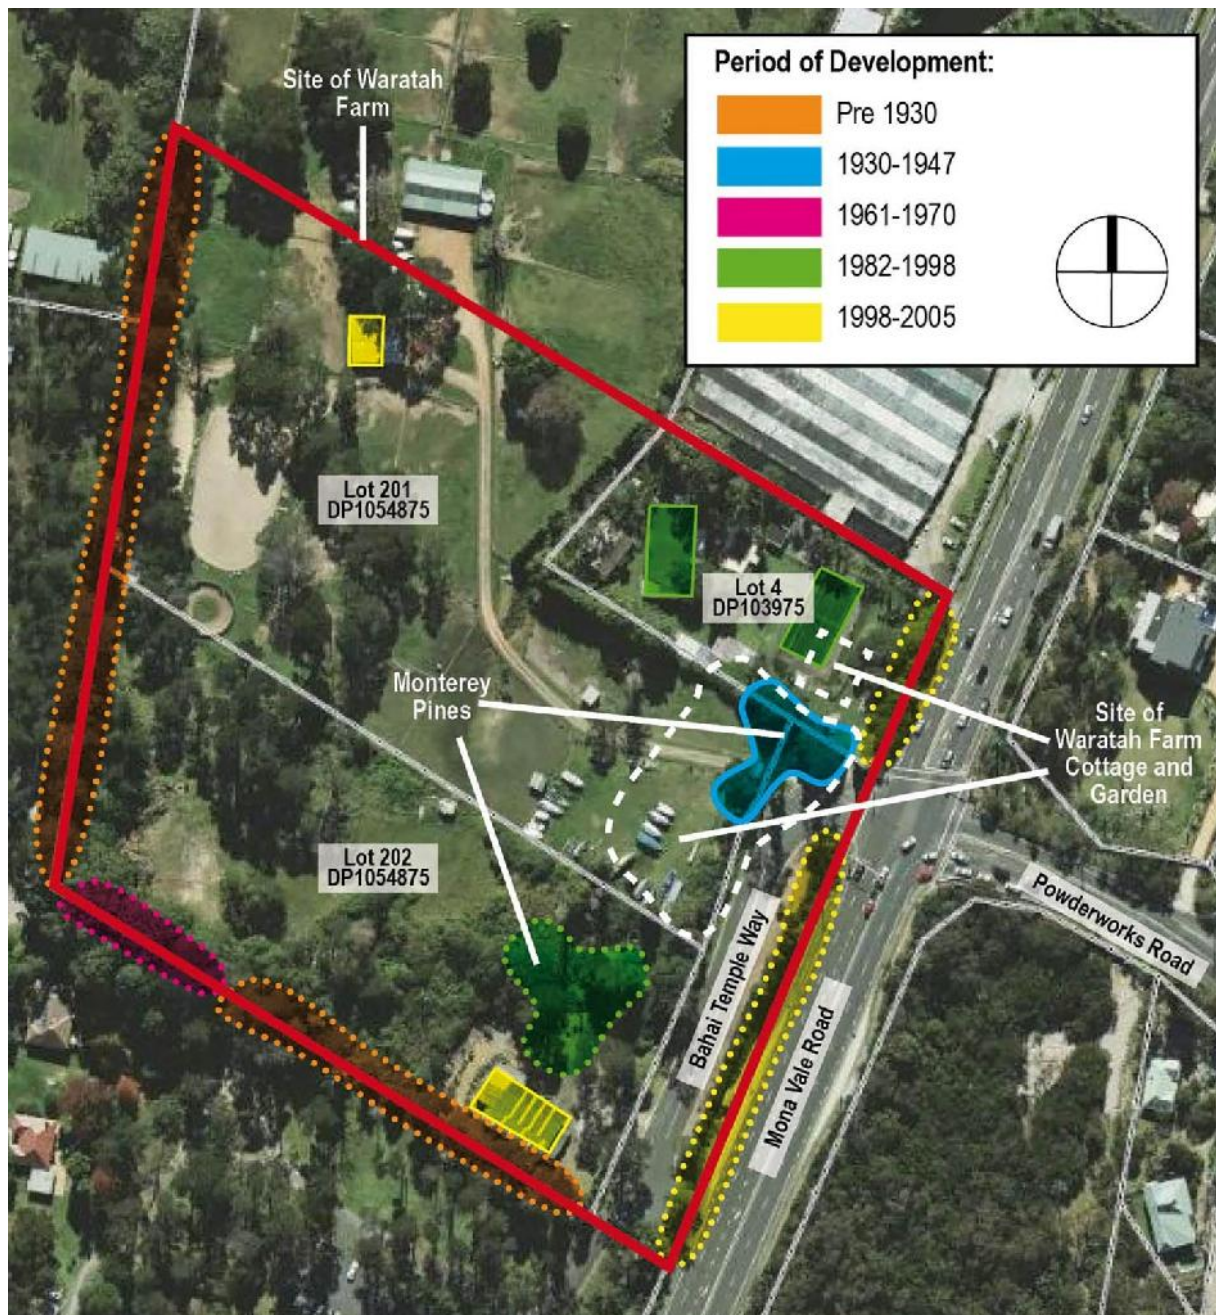 Site of Waratah
Farm
Period of Development:
Pre 1930
1930-1947
1961-1970
1982-1998
1998-2005
Lot 201
DP1054875
Lot 4
DP103975
Monterey
Pines
Site of
Waratah Farm
Cottage and
Garden
Lot 202
DP1054875
Powderworks Road
Bahai Temple Way
Mona Vale Road